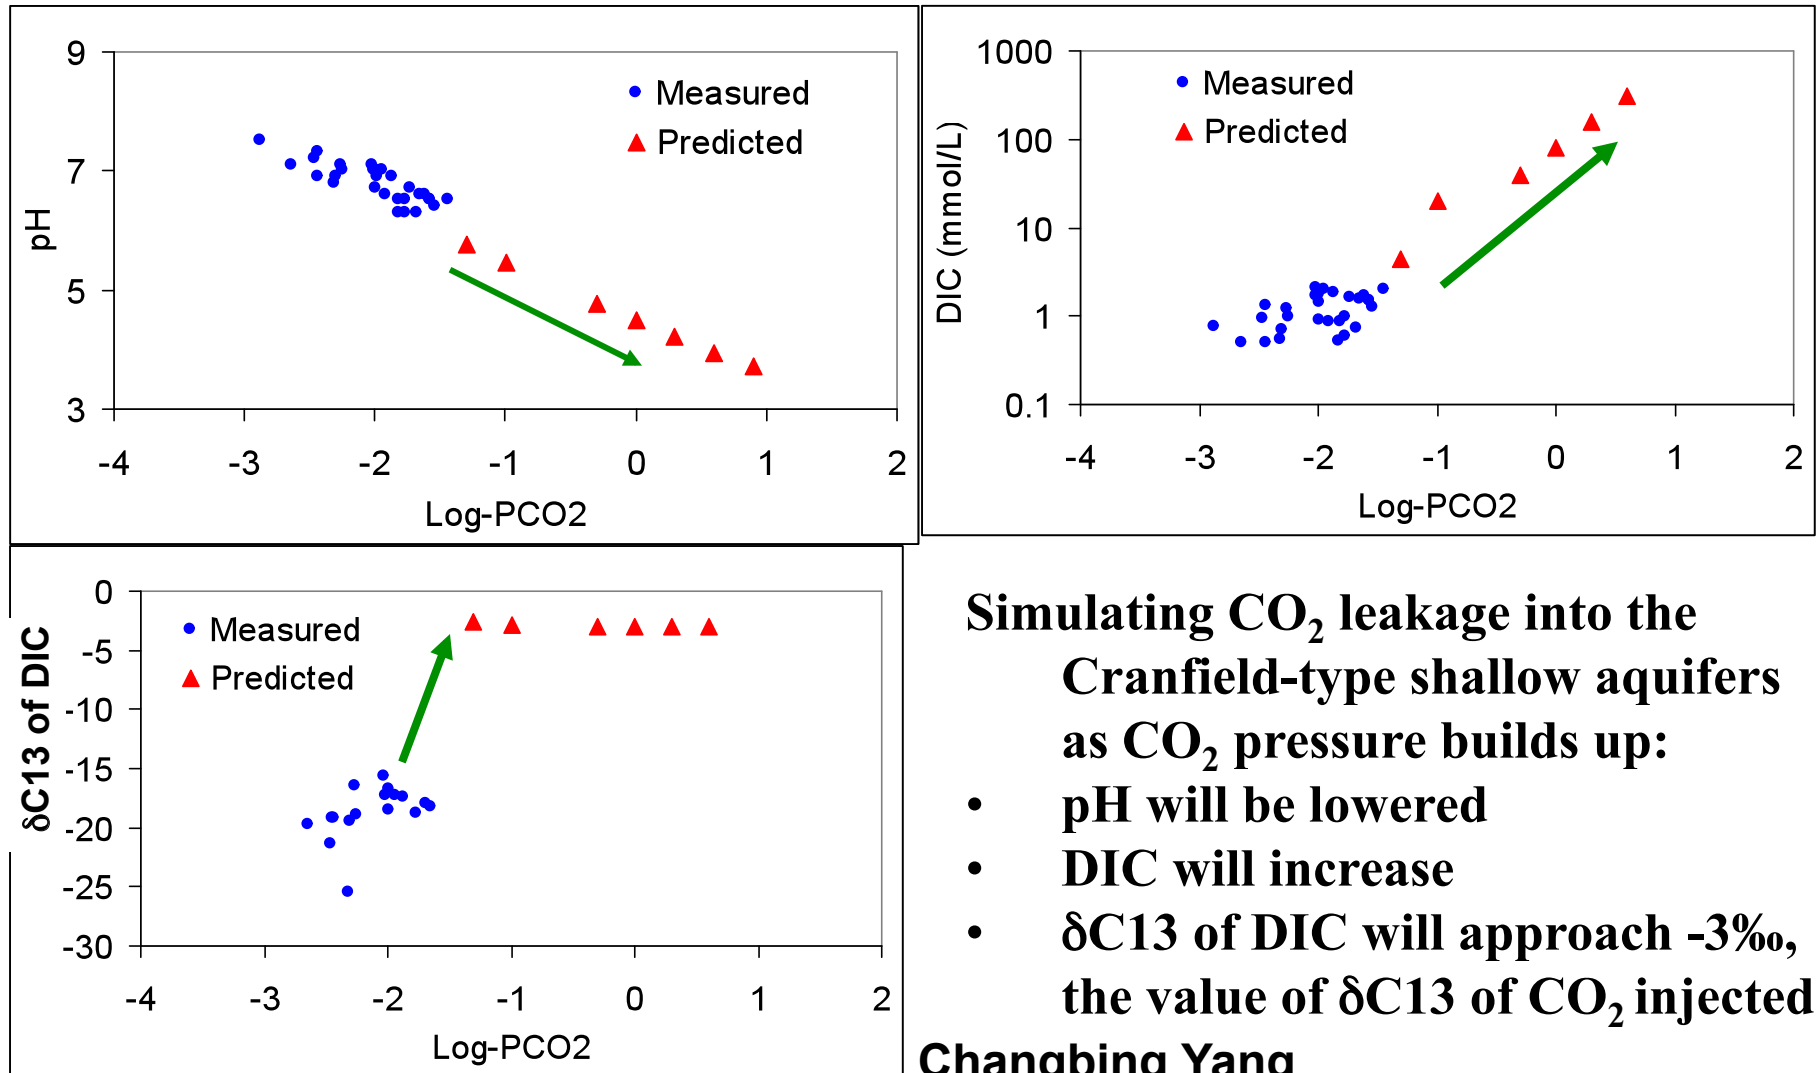 9
7
5
3
pH
Measured
Predicted
-4 -3 -2 -1 0 1 2
Log-PCO2
1000
100
10
1
0.1
DIC (mmol/L)
Measured
Predicted
-4 -3 -2 -1 0 1 2
Log-PCO2
0
-5
-10
-15
-20
-25
-30
δC13 of DIC
Measured
Predicted
-4 -3 -2 -1 0 1 2
Log-PCO2
Simulating CO₂ leakage into the
Cranfield-type shallow aquifers
as CO₂ pressure builds up:
• pH will be lowered
• DIC will increase
• δC13 of DIC will approach -3‰,
the value of δC13 of CO₂ injected
Changbing Yang